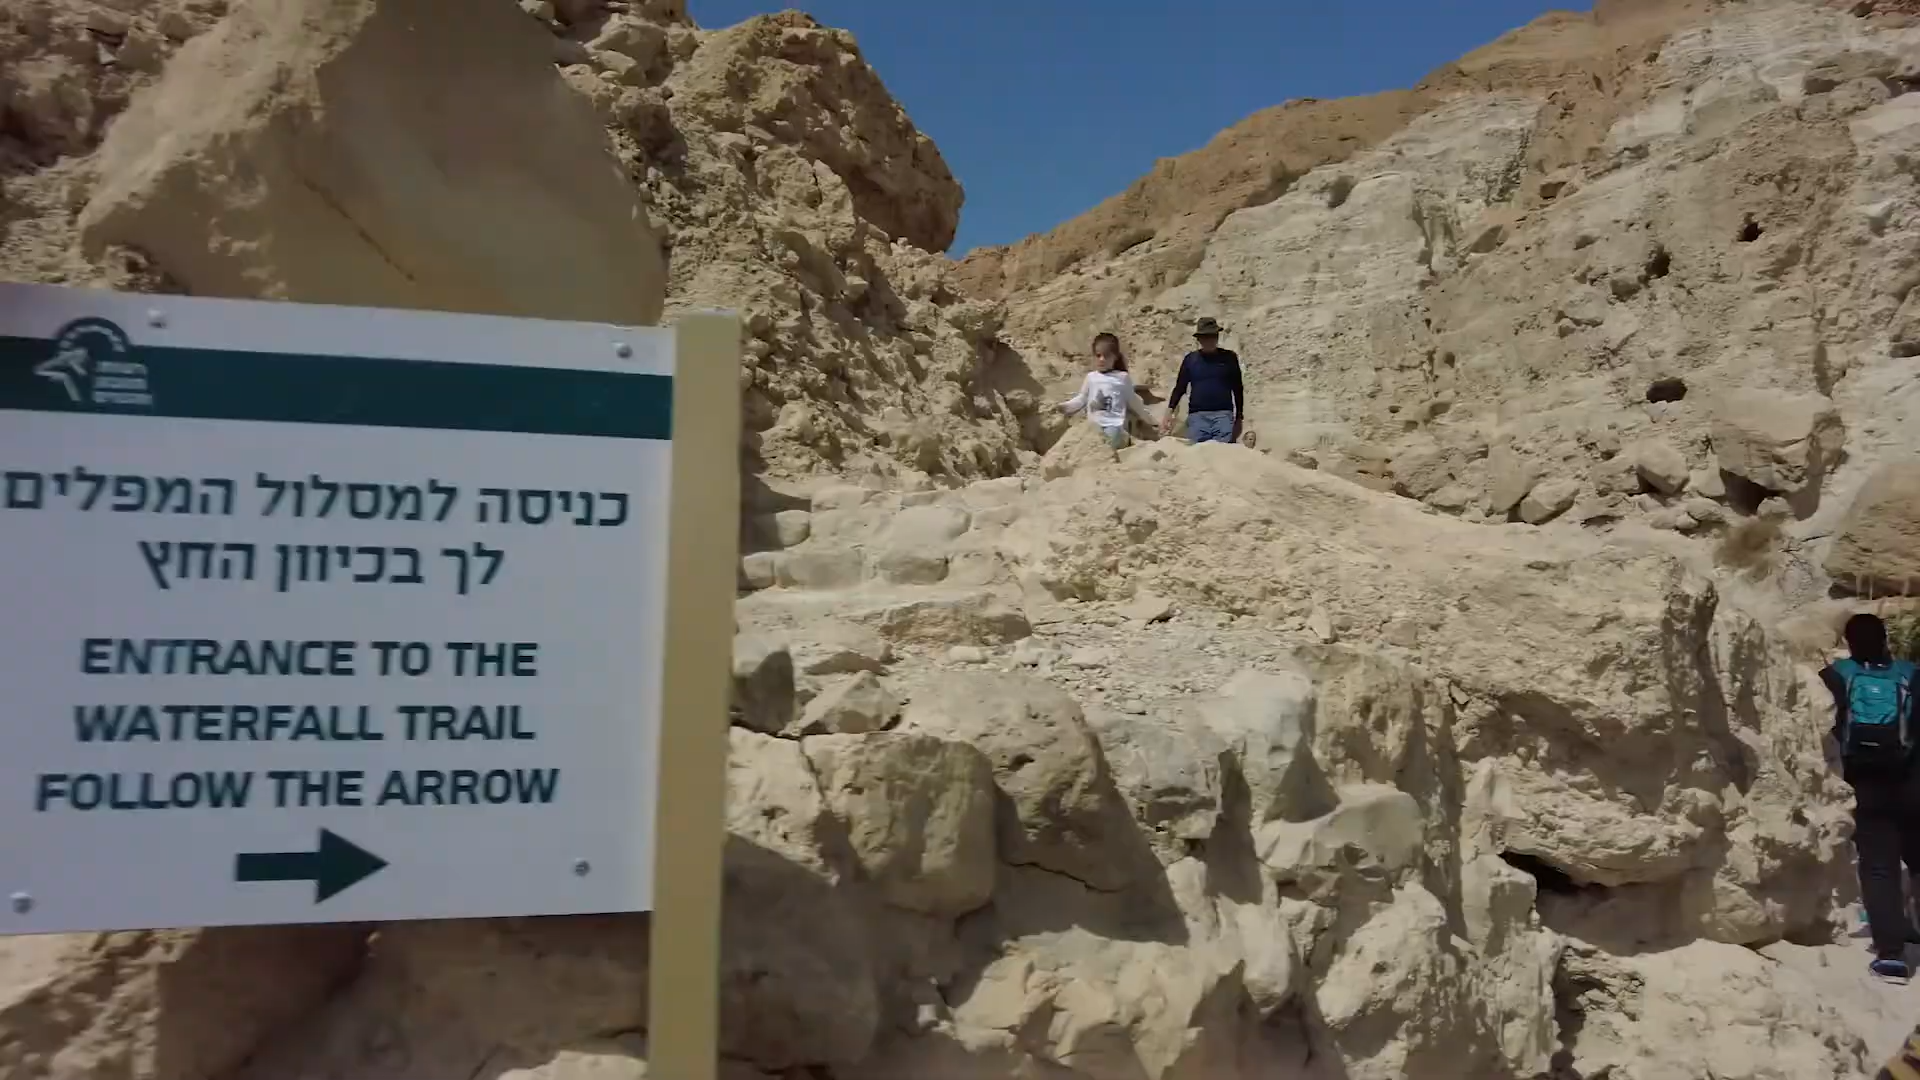 כניסה למסלול המפלים
לך בכיוון החץ
ENTRANCE TO THE
WATERFALL TRAIL
FOLLOW THE ARROW